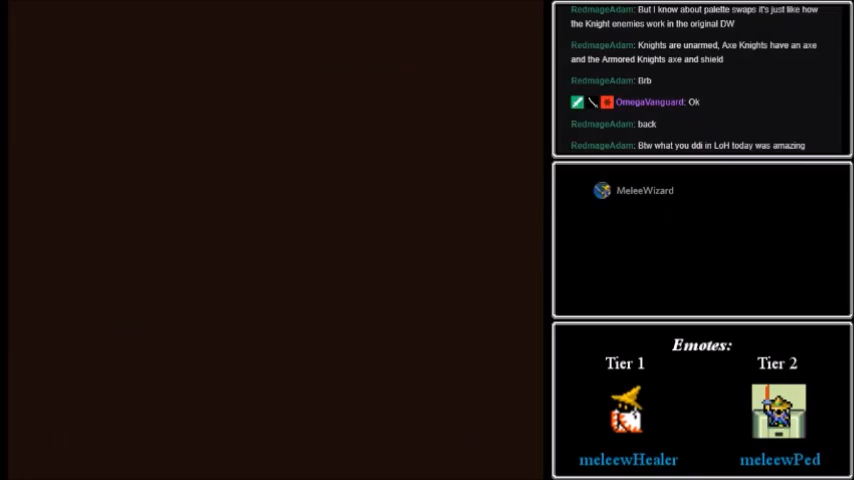 RedmageAdam: But I know about palette swaps it's just like how
the Knight enemies work in the original DW
RedmageAdam: Knights are unarmed, Axe Knights have an axe
and the Armored Knights axe and shield
RedmageAdam: Brb
OmegaVanguard: Ok
RedmageAdam: back
RedmageAdam: Btw what you ddi in LoH today was amazing
MeleeWizard
Emotes:
Tier 1
Tier 2
meleewHealer
meleewPed